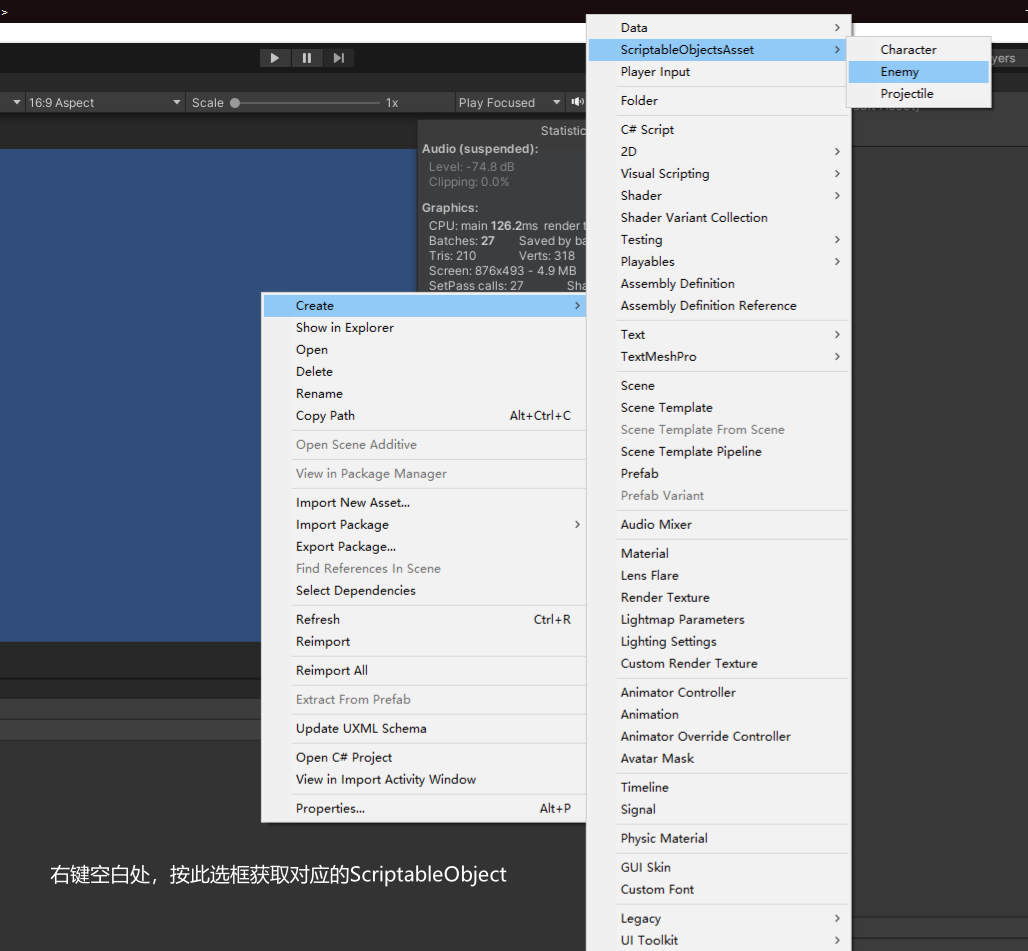 >
16:9 Aspect
Scale 1x
Play Focused
Statistic
Audio (suspended):
Level: -74.8 dB
Clipping: 0.0%
Graphics:
CPU: main 126.2ms render t
Batches: 27 Saved by ba
Tris: 210 Verts: 318
Screen: 876x493 - 4.9 MB
SetPass calls: 27 Sha
Create
Show in Explorer
Open
Delete
Rename
Copy Path Alt+Ctrl+C
Open Scene Additive
View in Package Manager
Import New Asset...
Import Package
Export Package...
Find References In Scene
Select Dependencies
Refresh Ctrl+R
Reimport
Reimport All
Extract From Prefab
Update UXML Schema
Open C# Project
View in Import Activity Window
Properties... Alt+P
Data
ScriptableObjectsAsset
Player Input
Folder
C# Script
2D
Visual Scripting
Shader
Shader Variant Collection
Testing
Playables
Assembly Definition
Assembly Definition Reference
Text
TextMeshPro
Scene
Scene Template
Scene Template From Scene
Scene Template Pipeline
Prefab
Prefab Variant
Audio Mixer
Material
Lens Flare
Render Texture
Lightmap Parameters
Lighting Settings
Custom Render Texture
Animator Controller
Animation
Animator Override Controller
Avatar Mask
Timeline
Signal
Physic Material
GUI Skin
Custom Font
Legacy
UI Toolkit
Character
Enemy
Projectile
yers
右键空白处，按此选框获取对应的ScriptableObject